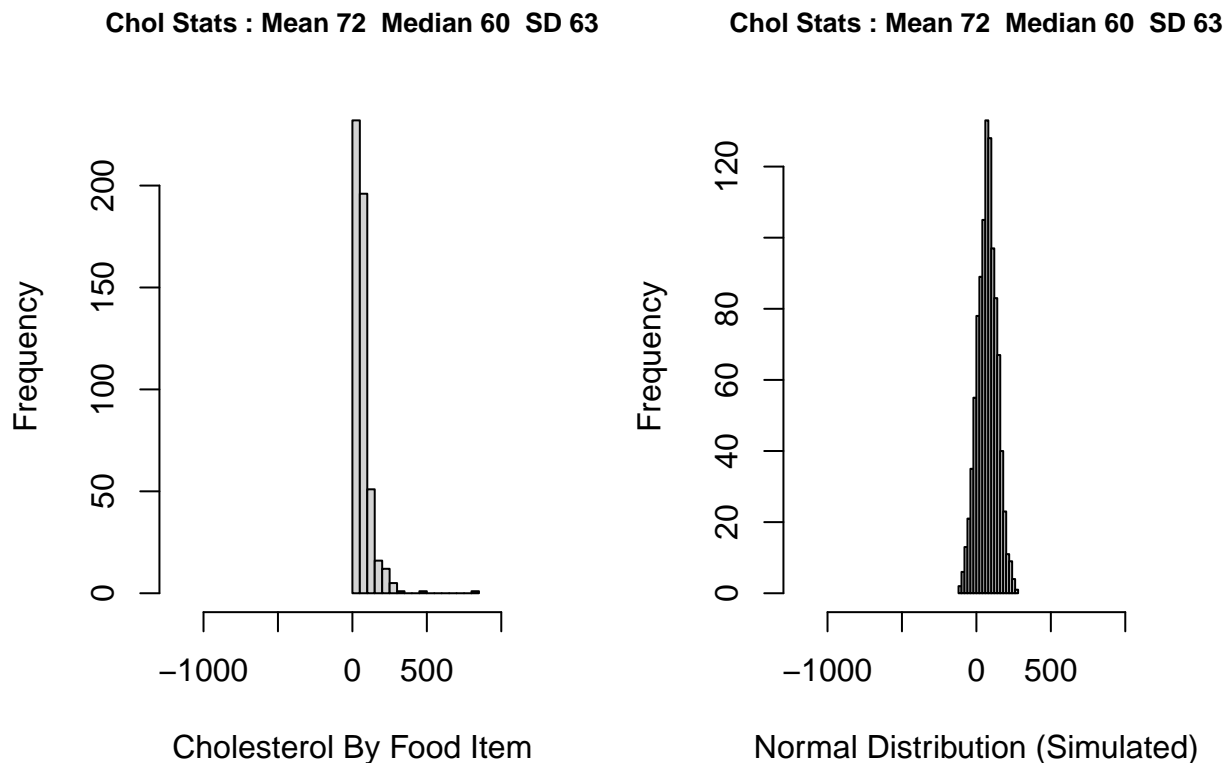 Chol Stats : Mean 72  Median 60  SD 63
Frequency
0
50
100
150
200
−1000
0
500
Cholesterol By Food Item
Chol Stats : Mean 72  Median 60  SD 63
Frequency
0
20
40
60
80
120
−1000
0
500
Normal Distribution (Simulated)